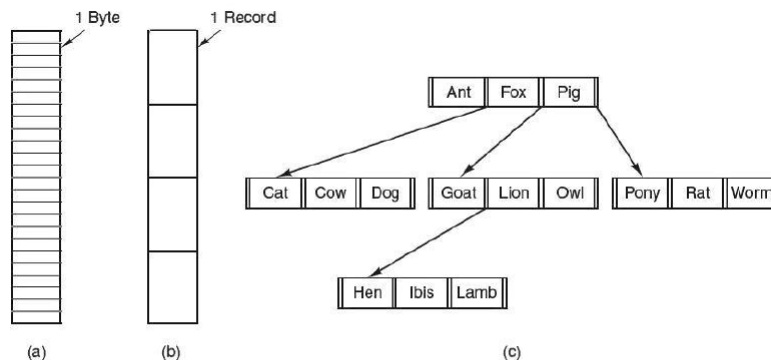 1 Byte
1 Record
Ant Fox Pig
Cat Cow Dog
Goat Lion Owl
Pony Rat Worm
Hen Ibis Lamb
(a)
(b)
(c)